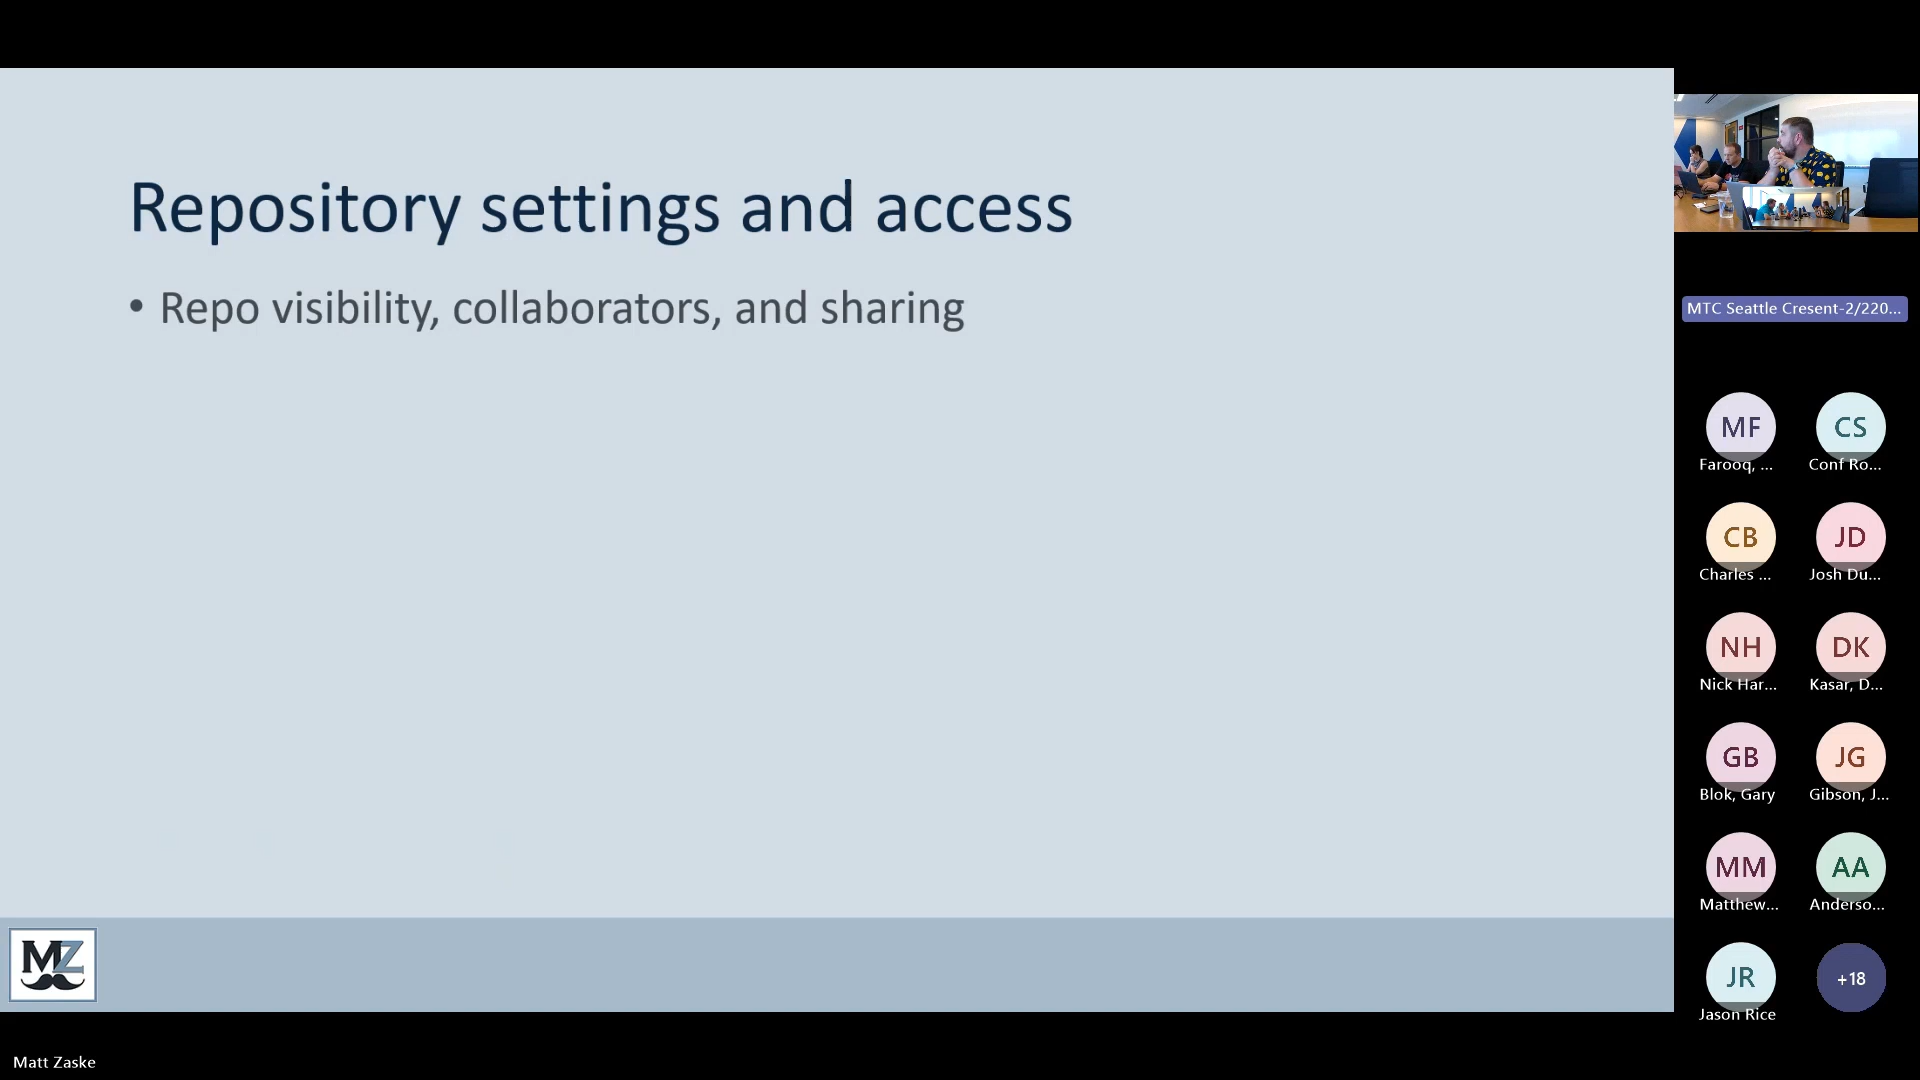 Repository settings and access
• Repo visibility, collaborators, and sharing
MZ
Matt Zaske
MTC Seattle Cresent-2/220...
MF
Farooq, ...
CS
Conf Ro...
CB
Charles ...
JD
Josh Du...
NH
Nick Har...
DK
Kasar, D...
GB
Blok, Gary
JG
Gibson, J...
MM
Matthew...
AA
Anderso...
JR
Jason Rice
+18